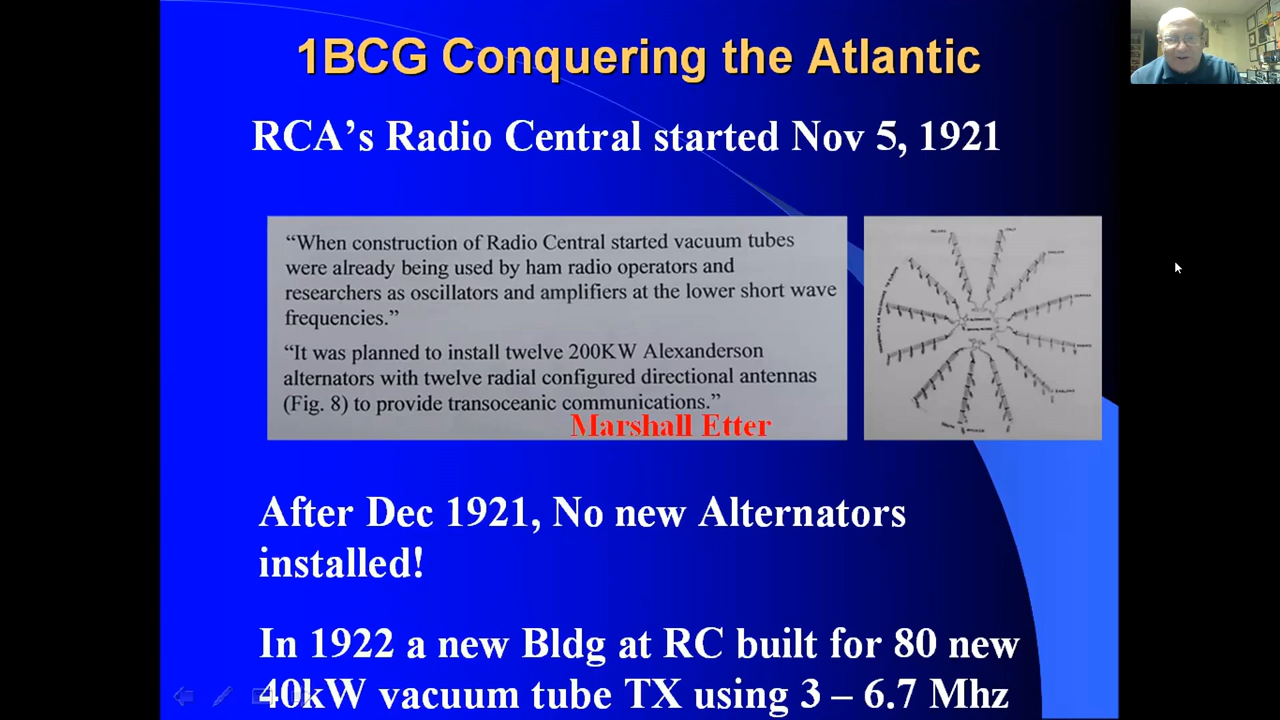 1BCG Conquering the Atlantic
RCA’s Radio Central started Nov 5, 1921
“When construction of Radio Central started vacuum tubes
were already being used by ham radio operators and
researchers as oscillators and amplifiers at the lower short wave
frequencies.”
“It was planned to install twelve 200KW Alexanderson
alternators with twelve radial configured directional antennas
(Fig. 8) to provide transoceanic communications.”
Marshall Etter
After Dec 1921, No new Alternators
installed!
In 1922 a new Bldg at RC built for 80 new
40kW vacuum tube TX using 3 – 6.7 Mhz